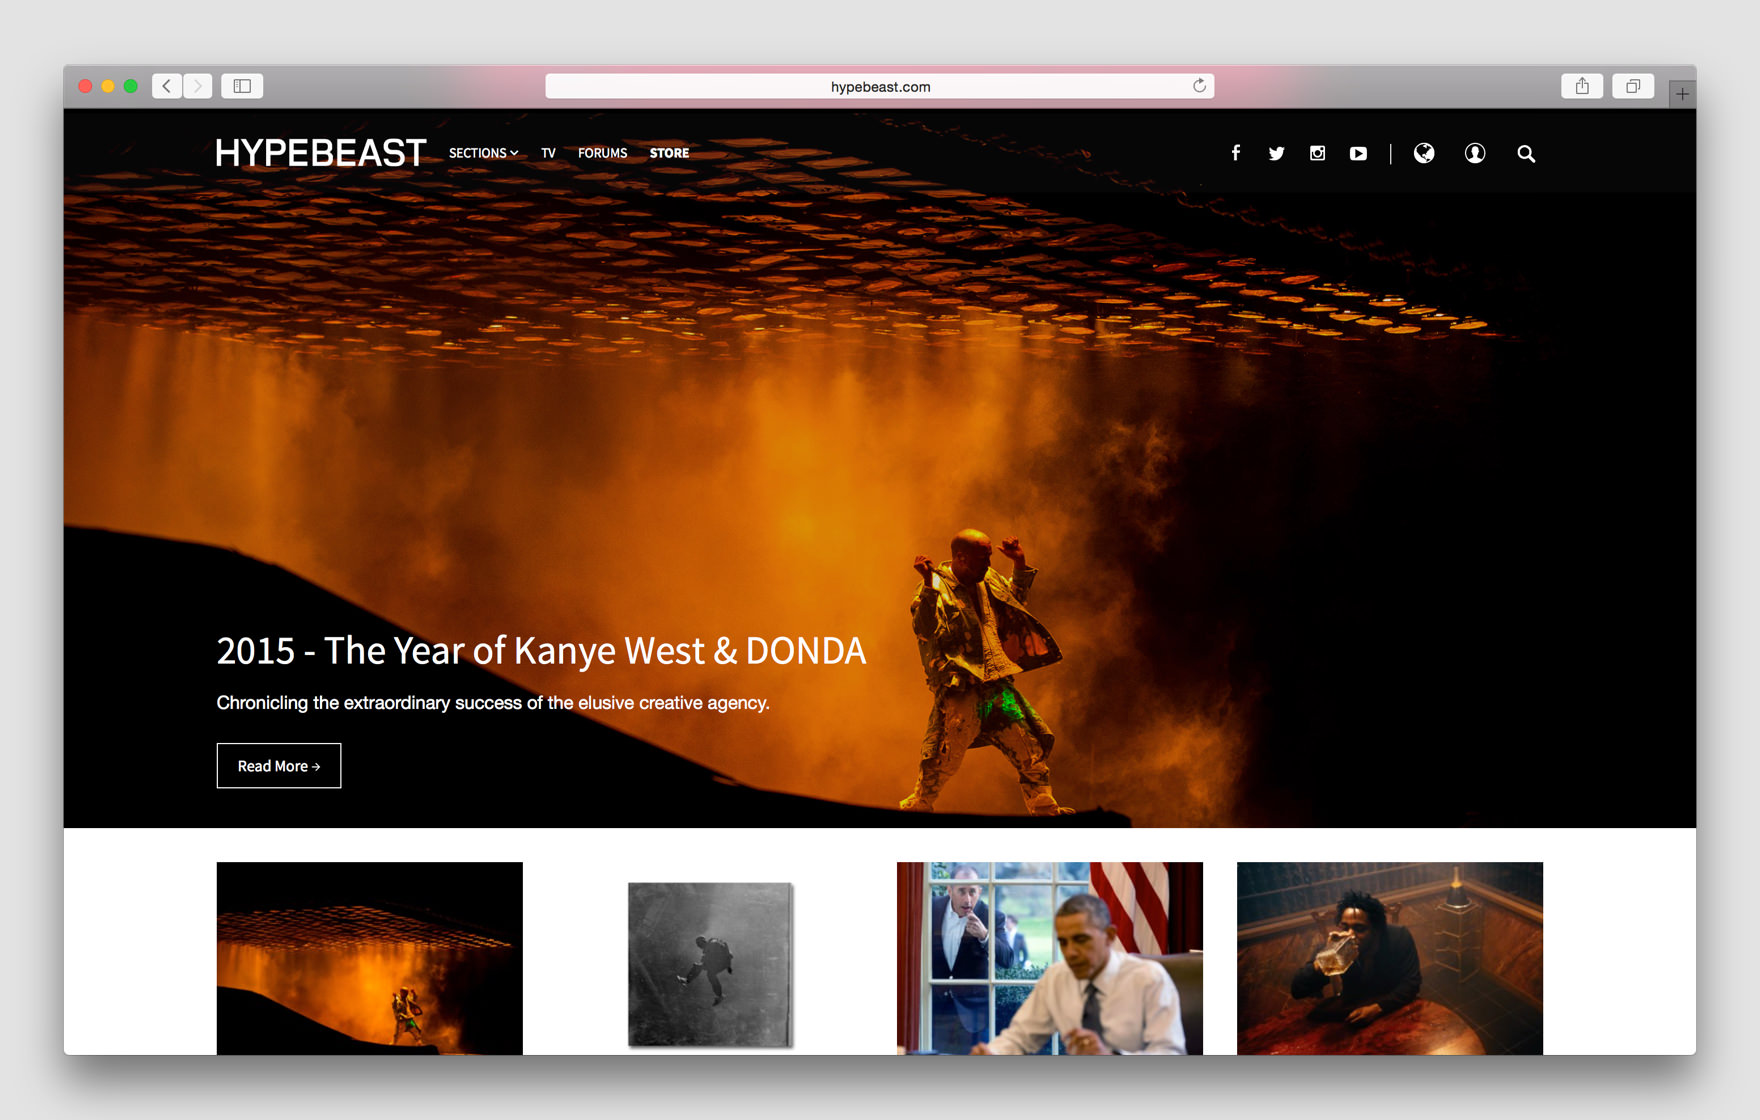 hypebeast.com
HYPEBEAST SECTIONS TV FORUMS STORE
2015 - The Year of Kanye West & DONDA
Chronicling the extraordinary success of the elusive creative agency.
Read More →